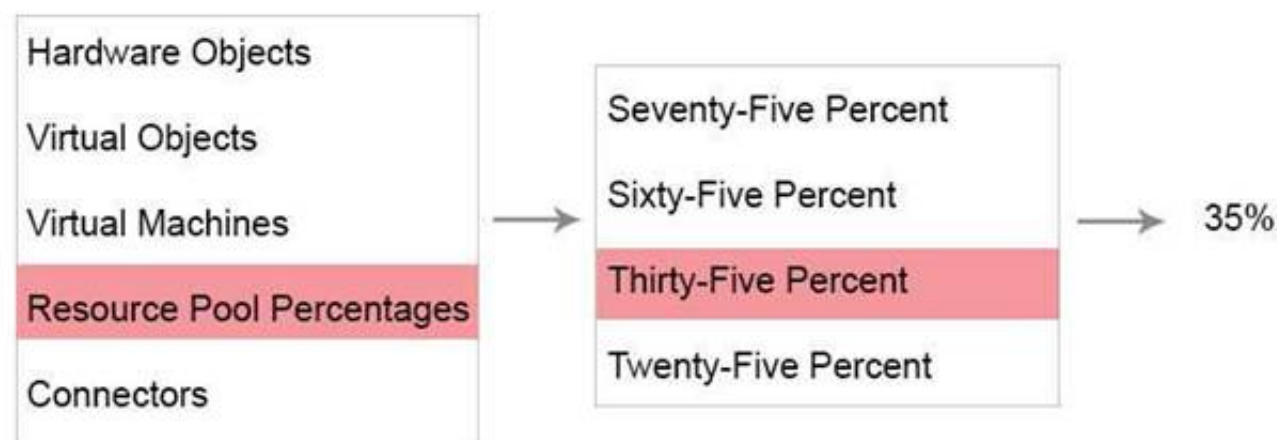 Hardware Objects
Virtual Objects
Virtual Machines
Resource Pool Percentages
Connectors
Seventy-Five Percent
Sixty-Five Percent
Thirty-Five Percent
Twenty-Five Percent
35%